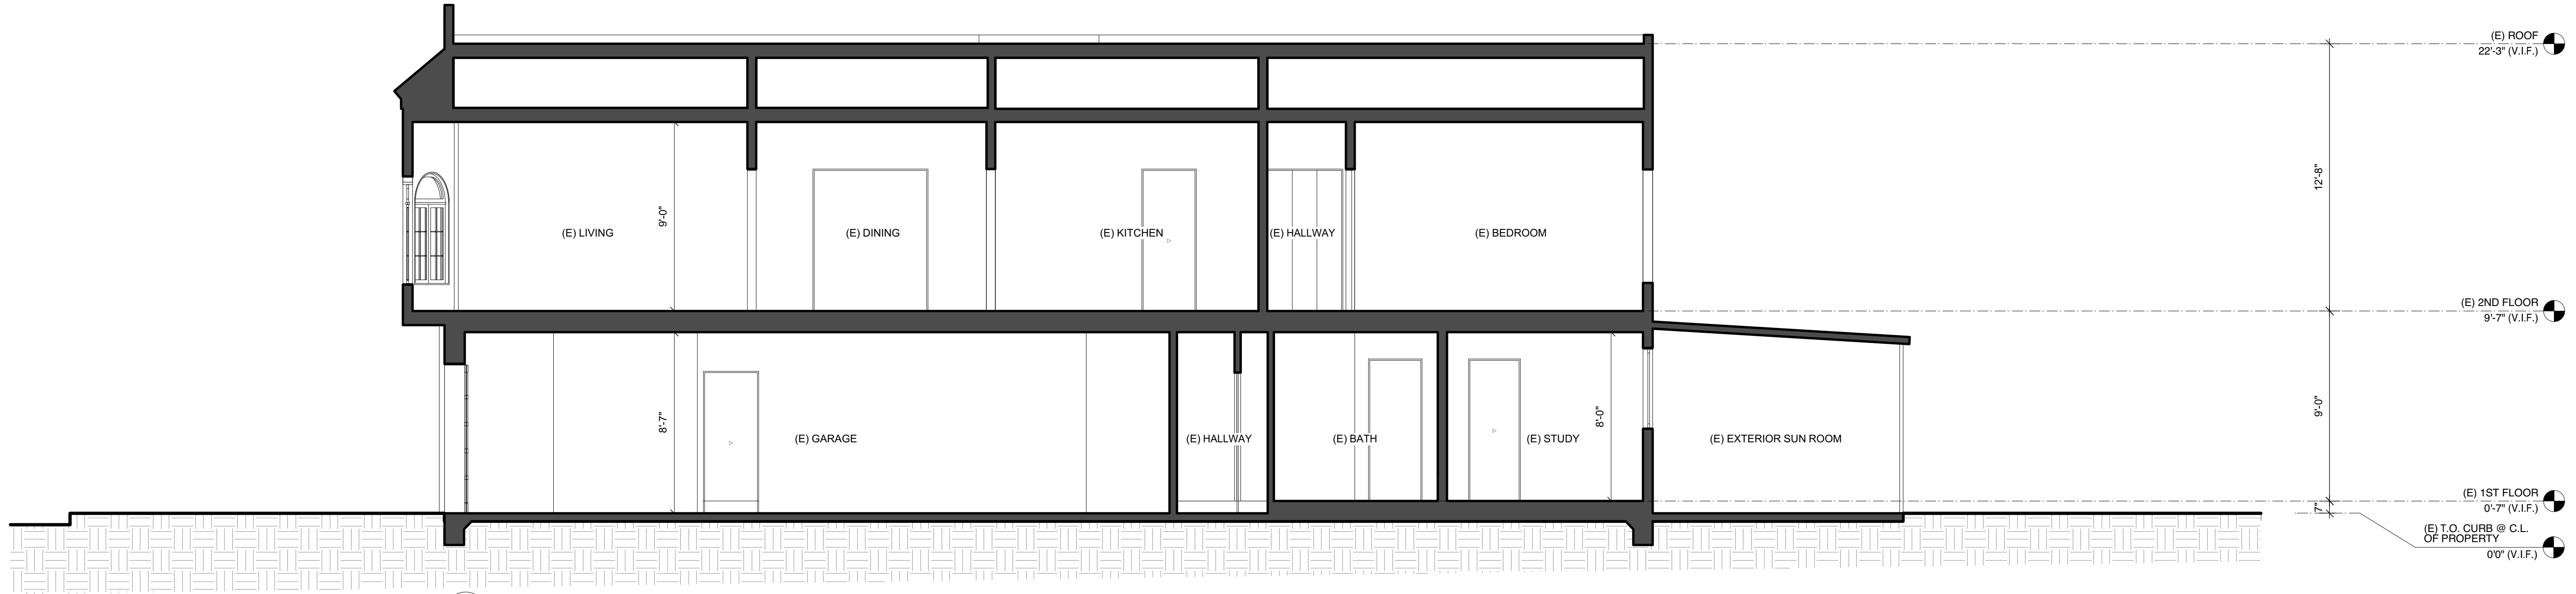 (E) ROOF
22'-3" (V.I.F.)
12'-8"
9'-0"
(E) LIVING
(E) DINING
(E) KITCHEN
(E) HALLWAY
(E) BEDROOM
(E) 2ND FLOOR
9'-7" (V.I.F.)
8'-7"
8'-0"
9'-0"
(E) GARAGE
(E) HALLWAY
(E) BATH
(E) STUDY
(E) EXTERIOR SUN ROOM
(E) 1ST FLOOR
0'-7" (V.I.F.)
7"
(E) T.O. CURB @ C.L.
OF PROPERTY
0'0" (V.I.F.)